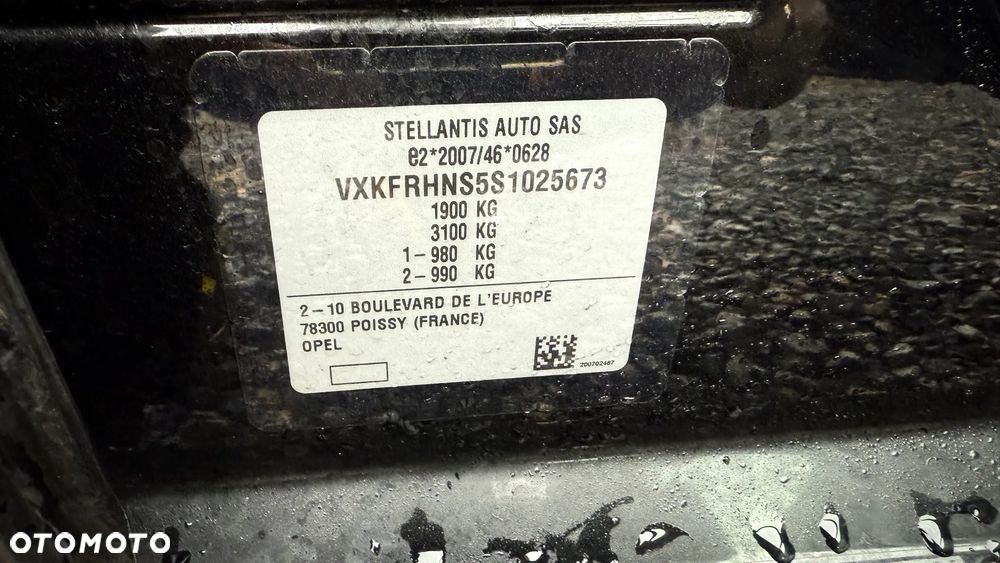 STELLANTIS AUTO SAS
e2*2007/46*0628
VXKFRHNS5S1025673
1900 KG
3100 KG
1-980 KG
2-990 KG
2-10 BOULEVARD DE L'EUROPE
78300 POISSY (FRANCE)
OPEL
200702487
OTOMOTO